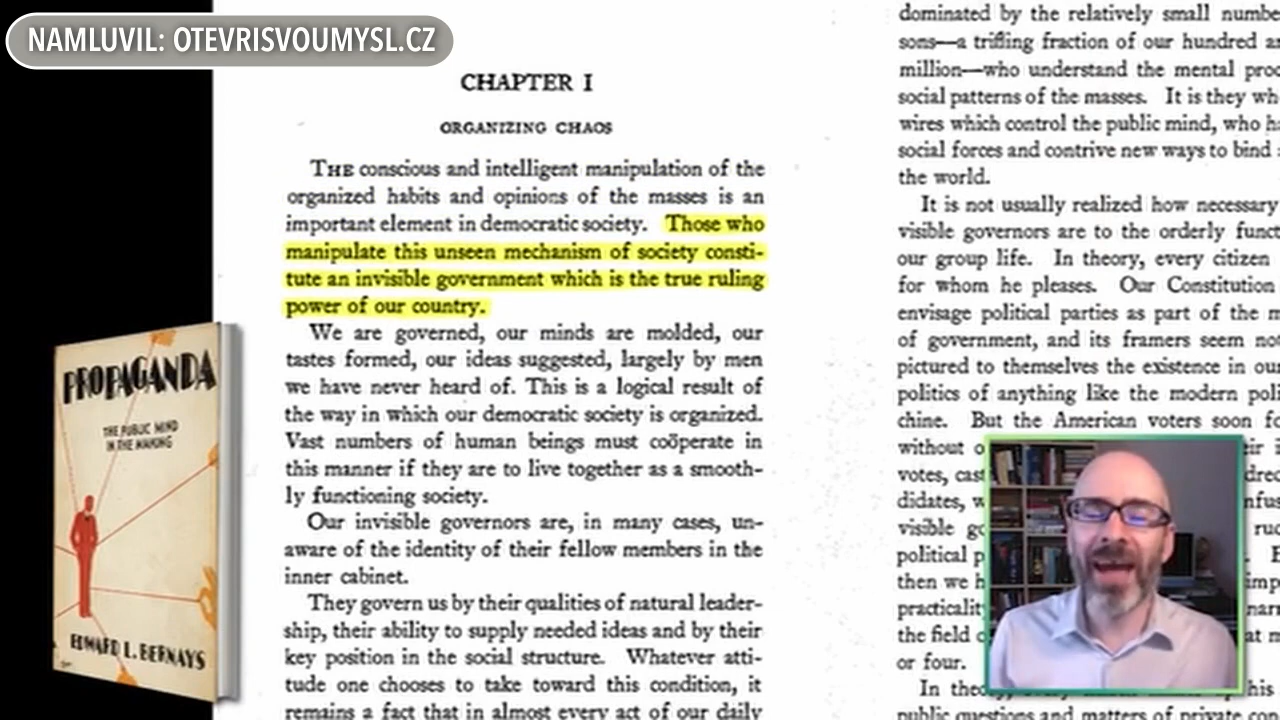 NAMLUVIL: OTEVRISVOUMYSL.CZ
PROPAGANDA
THE PUBLIC MIND
IN THE MAKING
EDWARD L. BERNAYS
CHAPTER I
ORGANIZING CHAOS
THE conscious and intelligent manipulation of the
organized habits and opinions of the masses is an
important element in democratic society. Those who
manipulate this unseen mechanism of society consti-
tute an invisible government which is the true ruling
power of our country.
We are governed, our minds are molded, our
tastes formed, our ideas suggested, largely by men
we have never heard of. This is a logical result of
the way in which our democratic society is organized.
Vast numbers of human beings must coöperate in
this manner if they are to live together as a smooth-
ly functioning society.
Our invisible governors are, in many cases, un-
aware of the identity of their fellow members in the
inner cabinet.
They govern us by their qualities of natural leader-
ship, their ability to supply needed ideas and by their
key position in the social structure. Whatever atti-
tude one chooses to take toward this condition, it
remains a fact that in almost every act of our daily
dominated by the relatively small
sons—a trifling fraction of our hundred
million—who understand the mental
social patterns of the masses. It is they
wires which control the public mind, who
social forces and contrive new ways to bind
the world.
It is not usually realized how necessary
visible governors are to the orderly
our group life. In theory, every citizen
for whom he pleases. Our Constitution
envisage political parties as part of the
of government, and its framers seem
pictured to themselves the existence in
politics of anything like the modern
chine. But the American voters soon
without
votes,
didates,
visible
political
then we
practicality
the field
or four.
In
public questions and matters of private